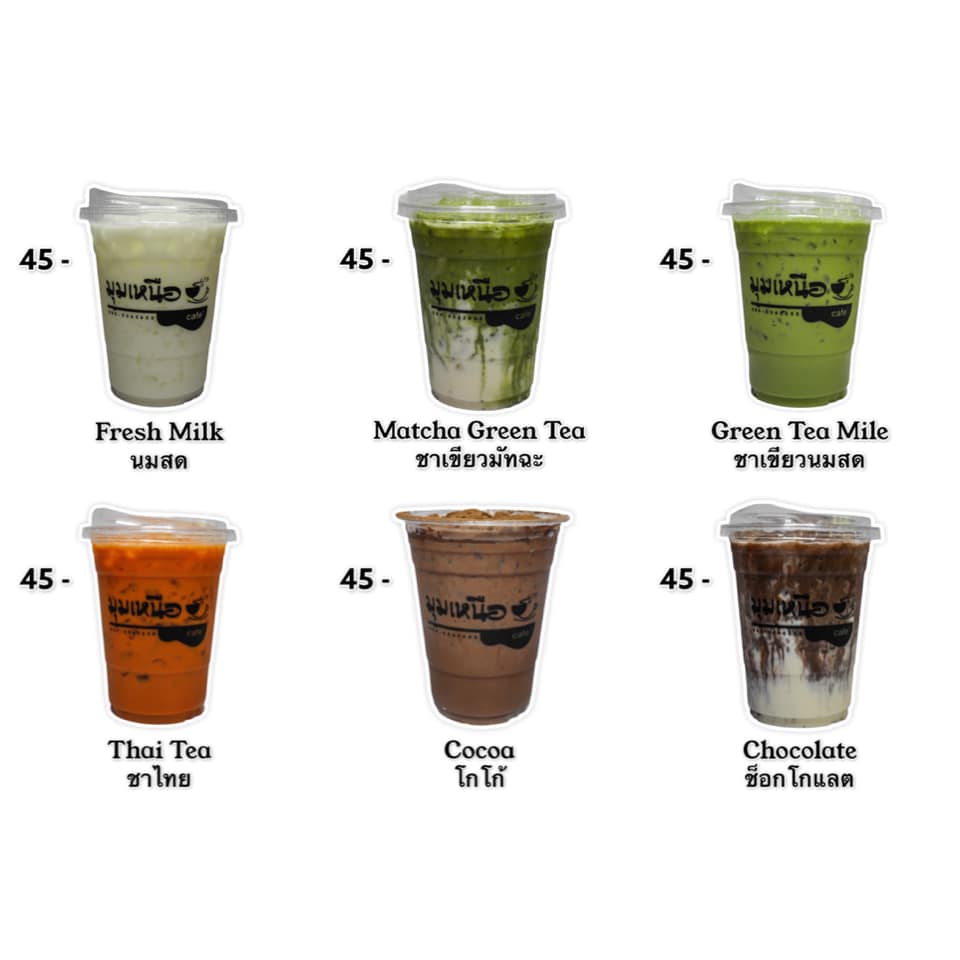 45 -
มุมเหนือ
cafe'
Fresh Milk
นมสด
45 -
มุมเหนือ
cafe'
Matcha Green Tea
ชาเขียวมัทฉะ
45 -
มุมเหนือ
cafe'
Green Tea Mile
ชาเขียวนมสด
45 -
มุมเหนือ
cafe'
Thai Tea
ชาไทย
45 -
มุมเหนือ
cafe'
Cocoa
โกโก้
45 -
มุมเหนือ
cafe'
Chocolate
ช็อกโกแลต